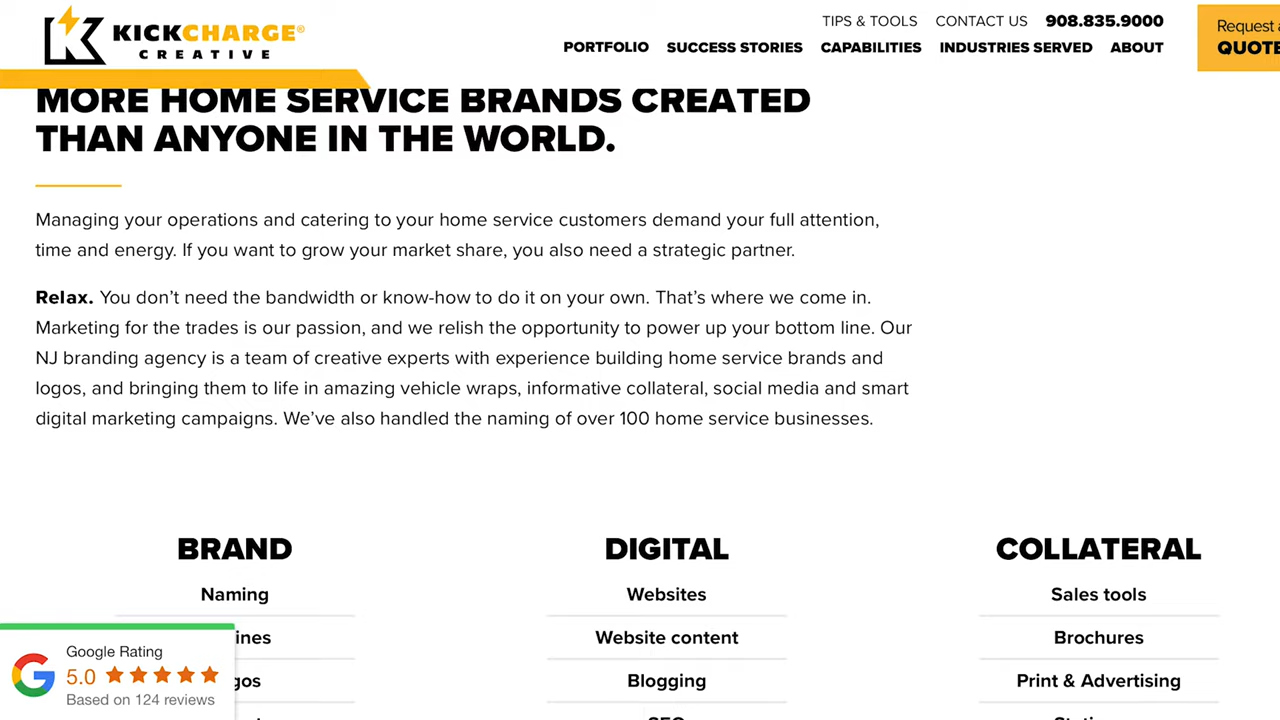 KICKCHARGE®
CREATIVE
TIPS & TOOLS CONTACT US 908.835.9000
PORTFOLIO SUCCESS STORIES CAPABILITIES INDUSTRIES SERVED ABOUT
Request a
QUOTE
MORE HOME SERVICE BRANDS CREATED
THAN ANYONE IN THE WORLD.
Managing your operations and catering to your home service customers demand your full attention,
time and energy. If you want to grow your market share, you also need a strategic partner.
Relax. You don’t need the bandwidth or know-how to do it on your own. That’s where we come in.
Marketing for the trades is our passion, and we relish the opportunity to power up your bottom line. Our
NJ branding agency is a team of creative experts with experience building home service brands and
logos, and bringing them to life in amazing vehicle wraps, informative collateral, social media and smart
digital marketing campaigns. We’ve also handled the naming of over 100 home service businesses.
BRAND
Naming
ines
gos
DIGITAL
Websites
Website content
Blogging
SEO
COLLATERAL
Sales tools
Brochures
Print & Advertising
Google Rating
5.0
Based on 124 reviews